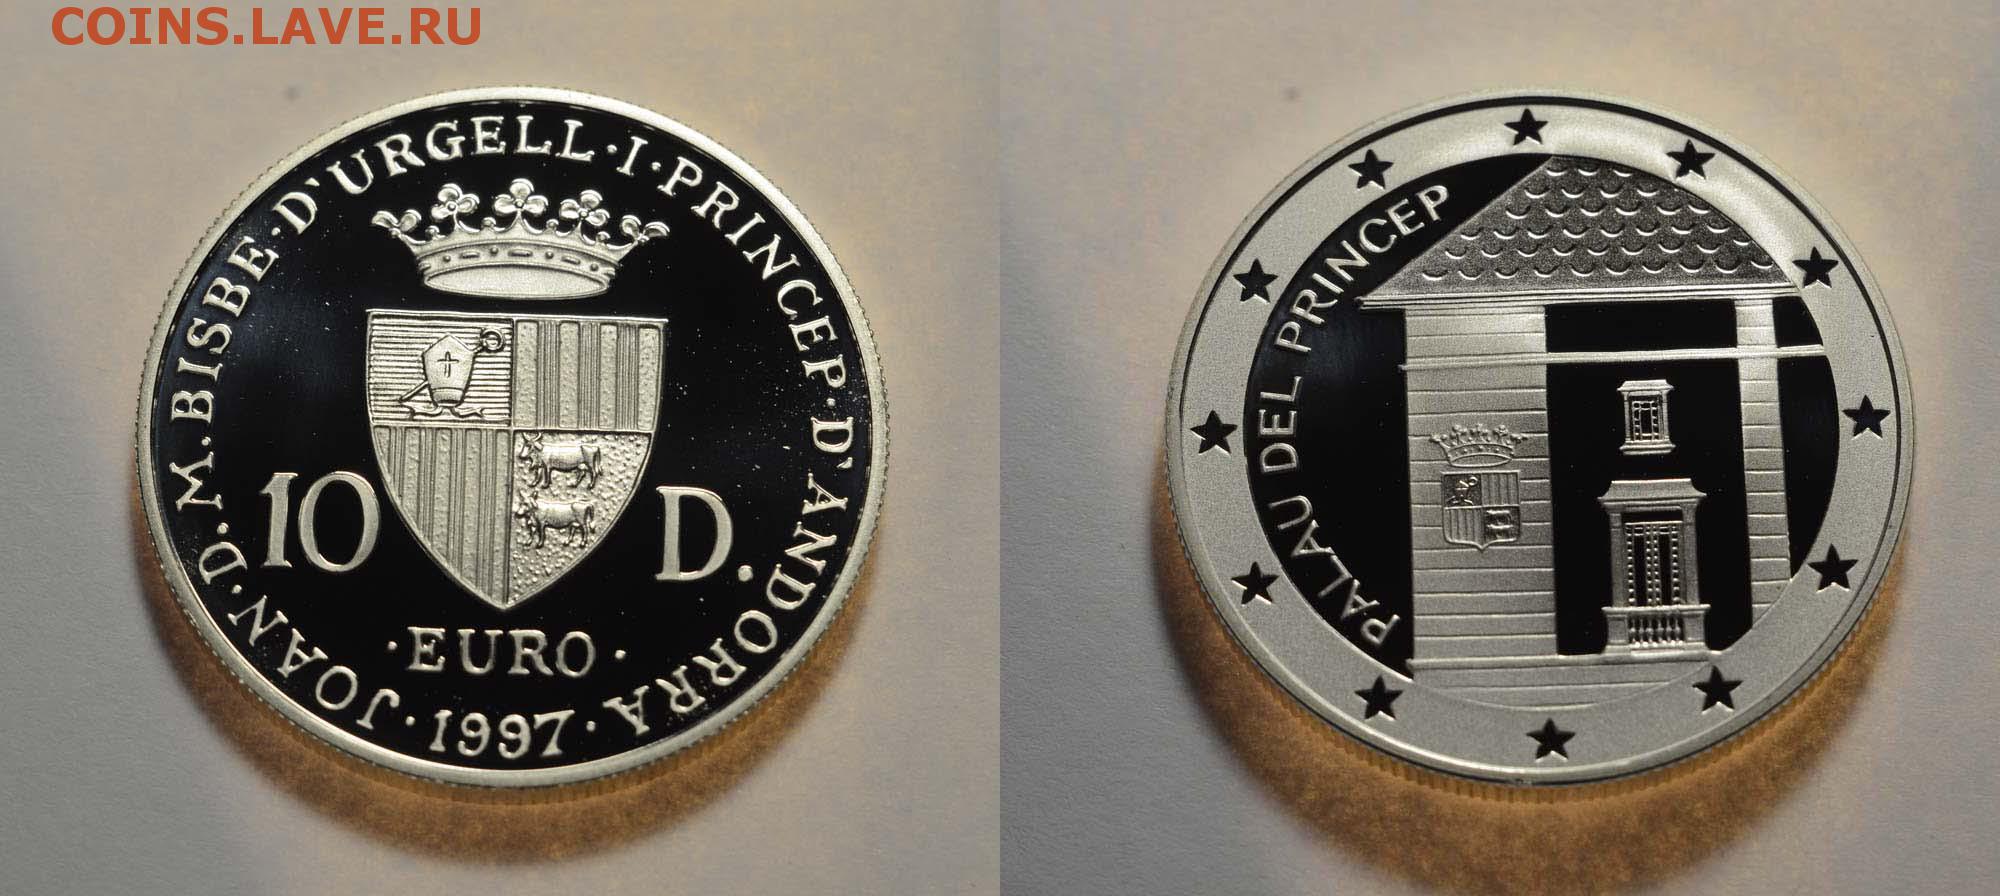 COINS.LAVE.RU
JOAN · D. M. BISBE · D'URGELL · I · PRINCEP · D'ANDORRA ·
10 D.
· EURO ·
· 1997 ·
PALAU DEL PRINCEP